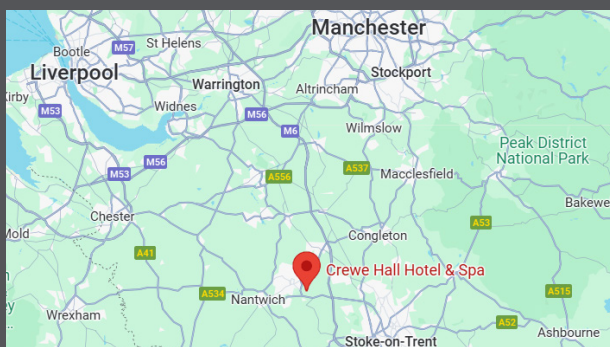 Manchester
M57
St Helens
Bootle
Liverpool
Stockport
Warrington
Altrincham
Kirby
Widnes
M53
M56
M6
Wilmslow
Peak District
National Park
M56
A537
M53
A556
Macclesfield
Bakewe
Chester
A53
Mold
Congleton
A41
Crewe Hall Hotel & Spa
A534
Nantwich
A515
Wrexham
A52
Stoke-on-Trent
Ashbourne